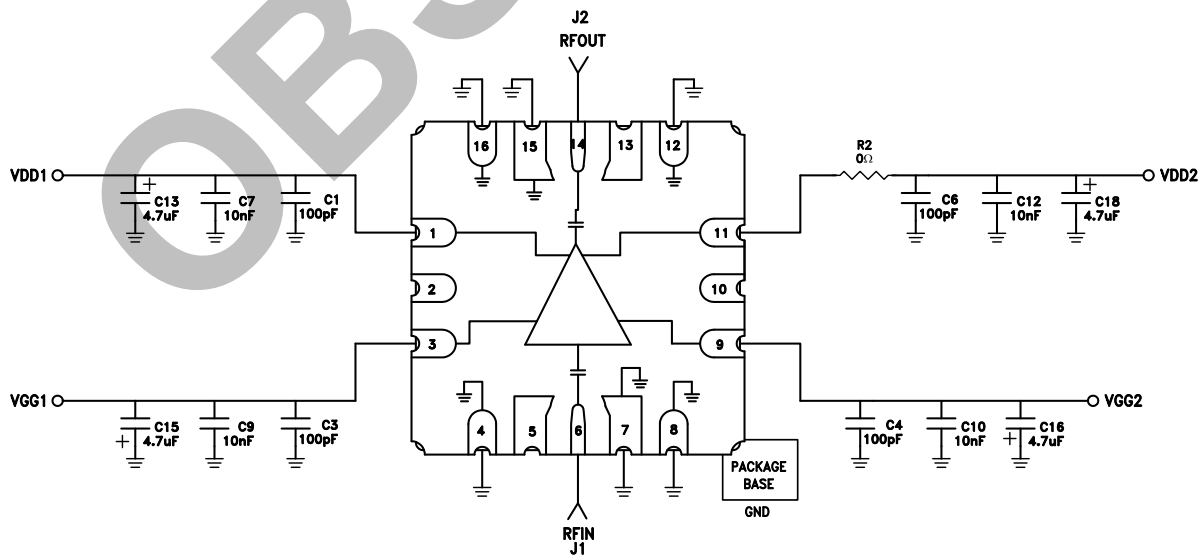 OBS
J2
RFOUT
16
15
14
13
12
R2
0Ω
VDD1
VDD2
+
C13
4.7uF
C7
10nF
C1
100pF
C6
100pF
C12
10nF
+
C18
4.7uF
1
11
2
10
3
9
VGG1
VGG2
+
C15
4.7uF
C9
10nF
C3
100pF
C4
100pF
C10
10nF
+
C16
4.7uF
4
5
6
7
8
PACKAGE
BASE
GND
RFIN
J1